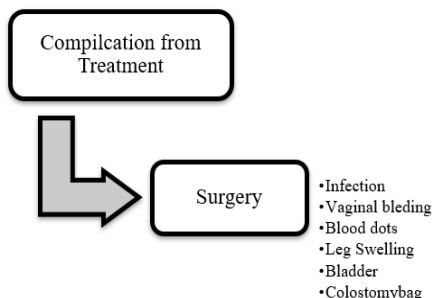 Compilcation from
Treatment
Surgery
•Infection
•Vaginal bleding
•Blood dots
•Leg Swelling
•Bladder
•Colostomybag